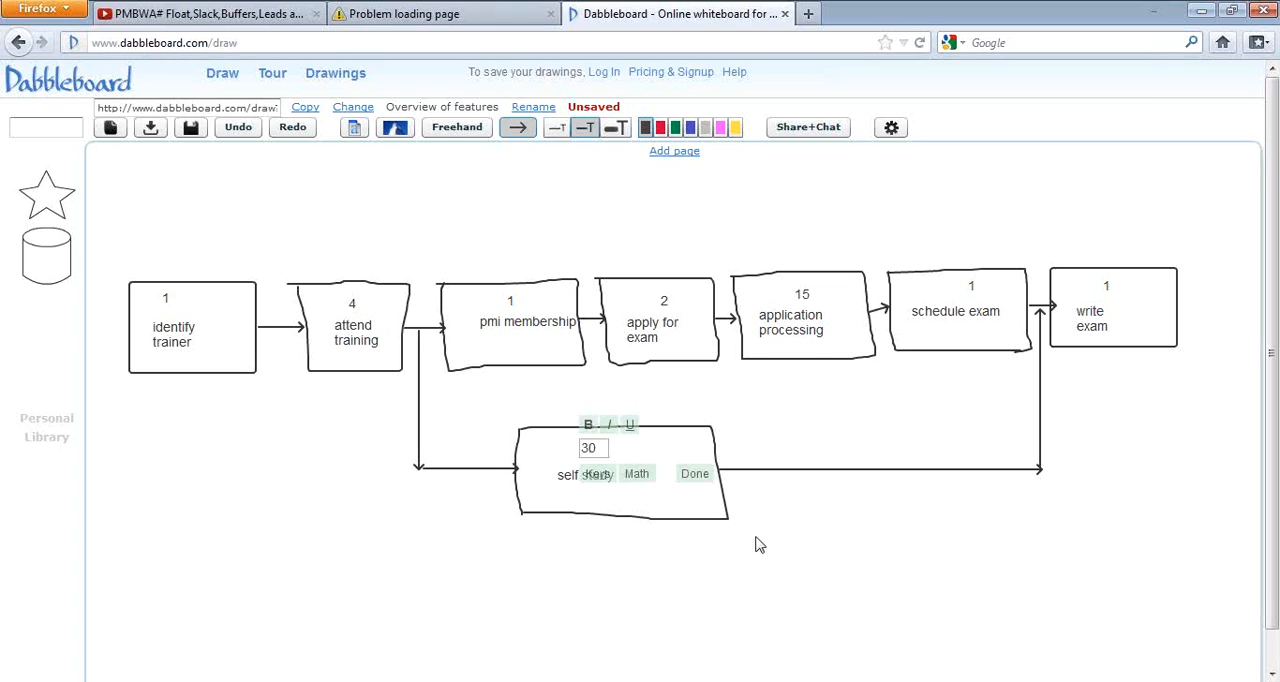 Firefox
PMBWA# Float,Slack,Buffers,Leads a...
Problem loading page
Dabbleboard - Online whiteboard for ...
www.dabbleboard.com/draw
Google
Dabbleboard
Draw
Tour
Drawings
To save your drawings, Log In
Pricing & Signup
Help
http://www.dabbleboard.com/draw
Copy
Change
Overview of features
Rename
Unsaved
Undo
Redo
Freehand
T
T
T
Share+Chat
Add page
Personal
Library
1
identify
trainer
4
attend
training
1
pmi membership
2
apply for
exam
15
application
processing
1
schedule exam
1
write
exam
B I U
30
self study
Math
Done